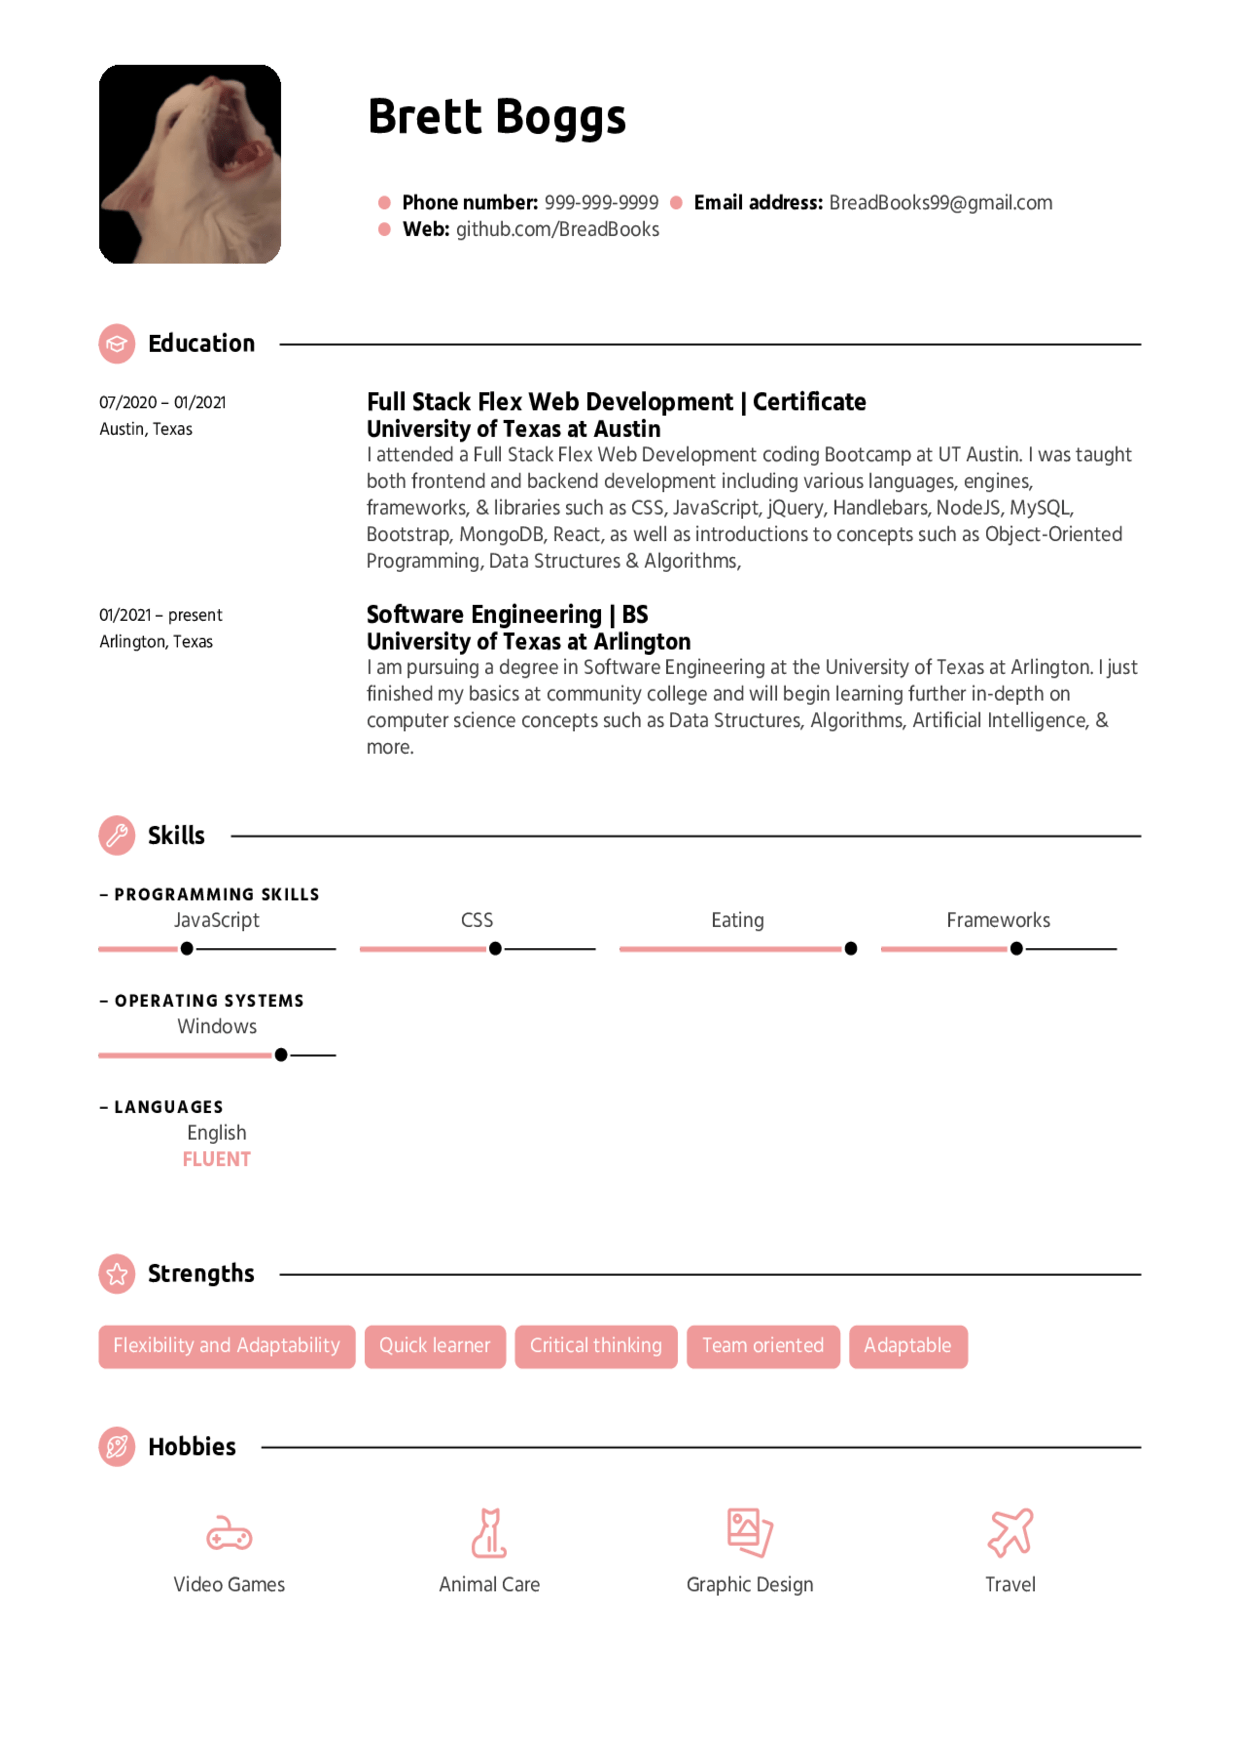 Brett Boggs
Phone number: 999-999-9999 Email address: BreadBooks99@gmail.com
Web: github.com/BreadBooks
Education
07/2020 – 01/2021
Austin, Texas
Full Stack Flex Web Development | Certificate
University of Texas at Austin
I attended a Full Stack Flex Web Development coding Bootcamp at UT Austin. I was taught
both frontend and backend development including various languages, engines,
frameworks, & libraries such as CSS, JavaScript, jQuery, Handlebars, NodeJS, MySQL,
Bootstrap, MongoDB, React, as well as introductions to concepts such as Object-Oriented
Programming, Data Structures & Algorithms,
01/2021 – present
Arlington, Texas
Software Engineering | BS
University of Texas at Arlington
I am pursuing a degree in Software Engineering at the University of Texas at Arlington. I just
finished my basics at community college and will begin learning further in-depth on
computer science concepts such as Data Structures, Algorithms, Artificial Intelligence, &
more.
Skills
– PROGRAMMING SKILLS
JavaScript CSS Eating Frameworks
– OPERATING SYSTEMS
Windows
– LANGUAGES
English
FLUENT
Strengths
Flexibility and Adaptability Quick learner Critical thinking Team oriented Adaptable
Hobbies
Video Games Animal Care Graphic Design Travel